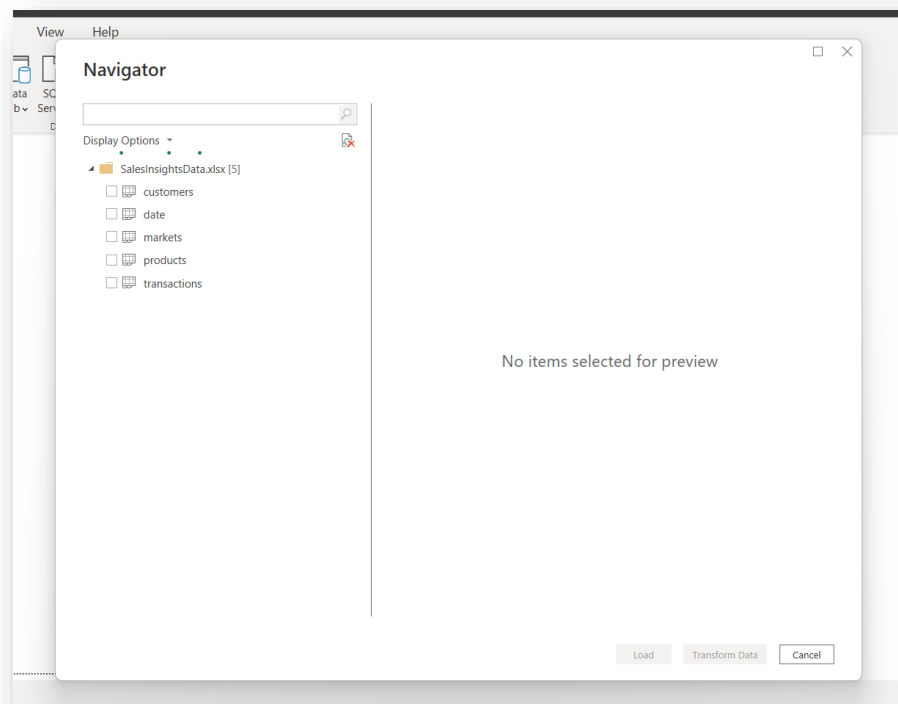 View Help
Navigator
ata SQ
b Serv
D
Display Options
SalesInsightsData.xlsx [5]
customers
date
markets
products
transactions
No items selected for preview
Load Transform Data Cancel